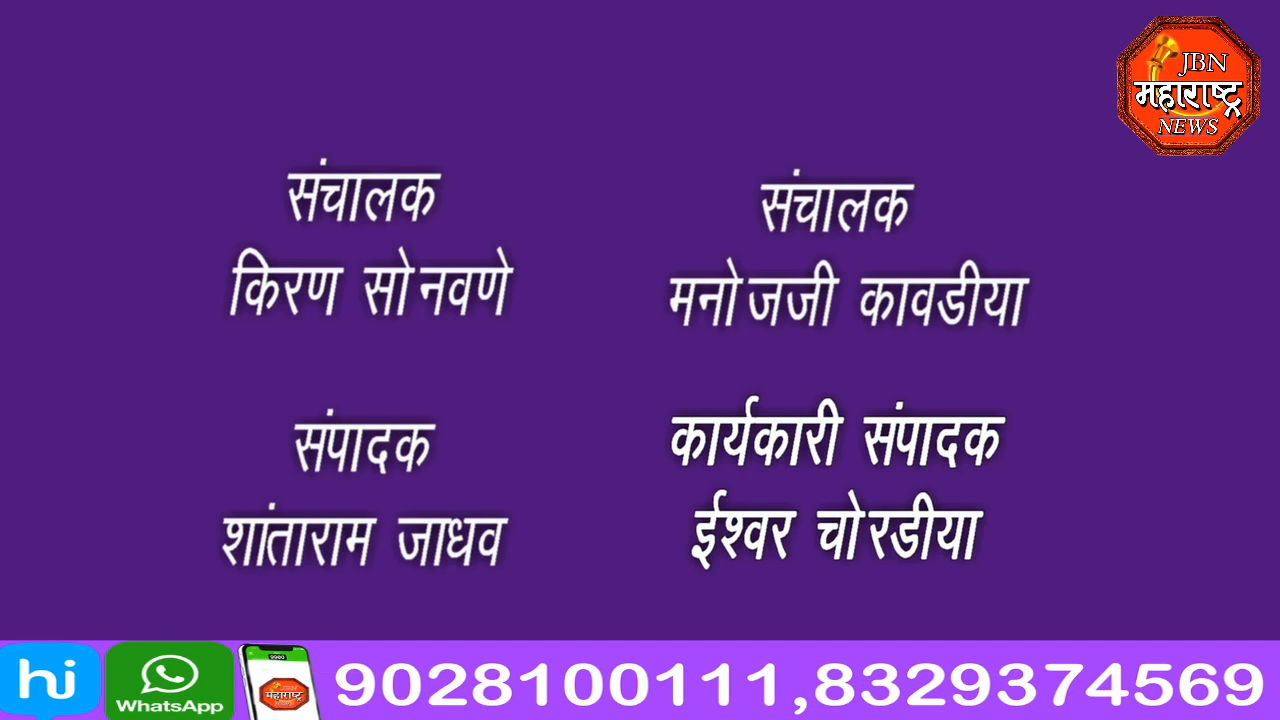 JBN
महाराष्ट्र
NEWS
संचालक
किरण सोनवणे
संचालक
मनोजजी कावडीया
संपादक
शांताराम जाधव
कार्यकारी संपादक
ईश्वर चोरडीया
hi
WhatsApp
महाराष्ट्र
9028100111,8329374569